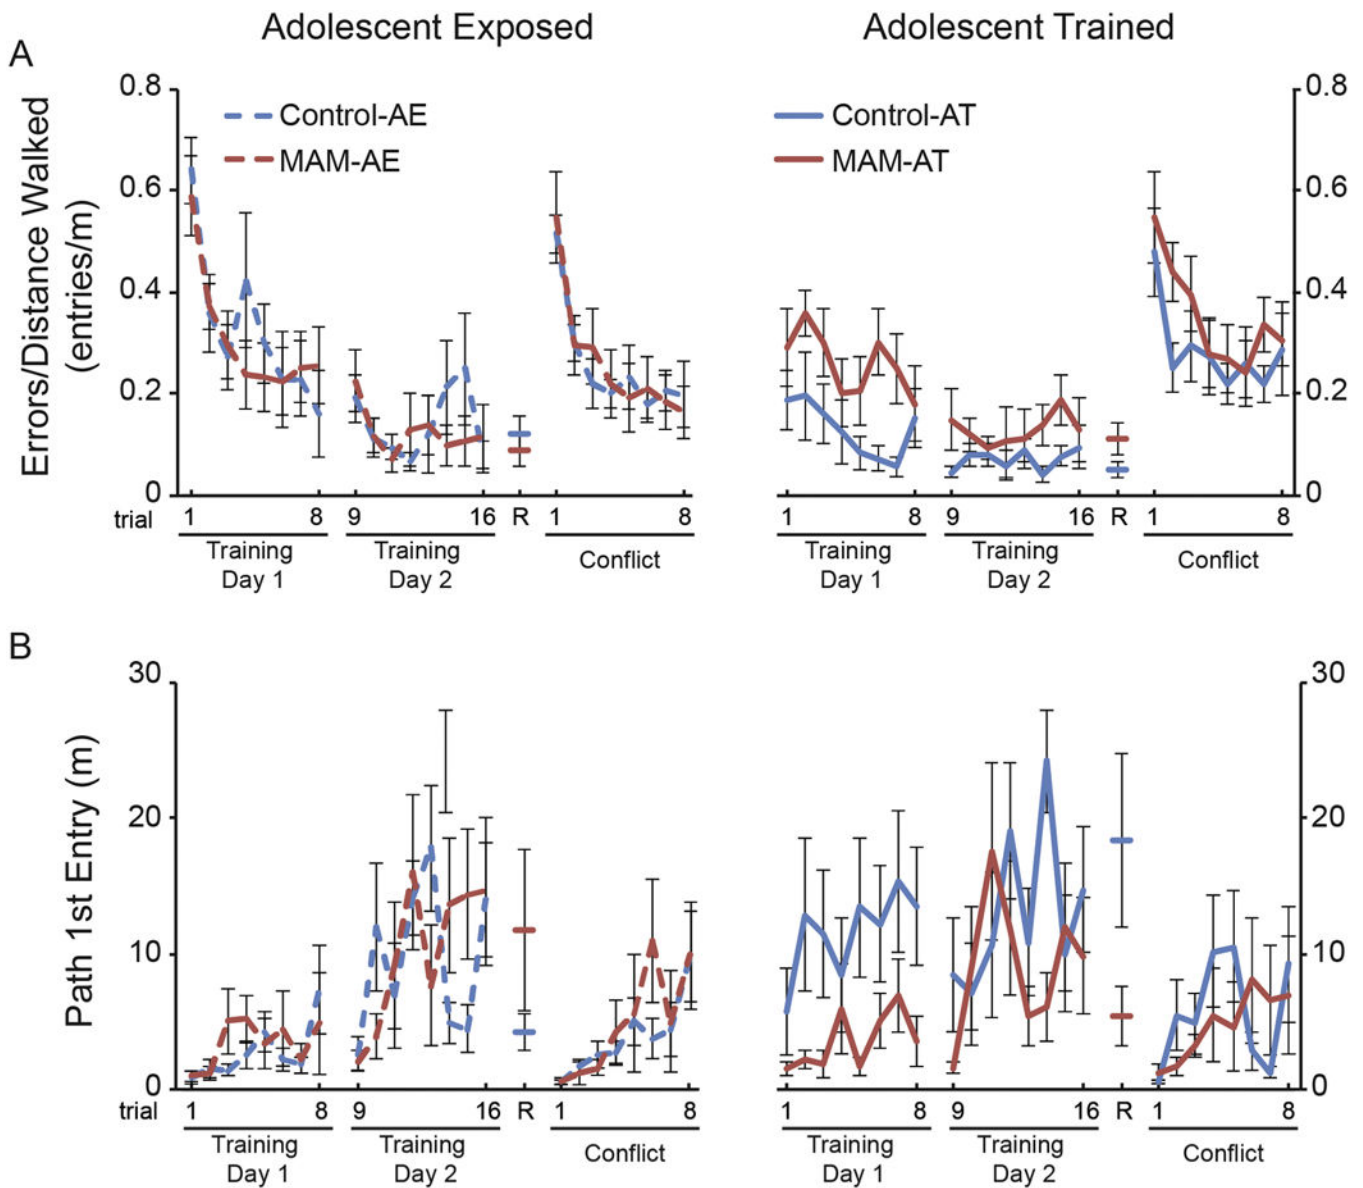 Adolescent Exposed
Adolescent Trained
A
Errors/Distance Walked
(entries/m)
0.8
0.6
0.4
0.2
0
Control-AE
MAM-AE
Control-AT
MAM-AT
0.8
0.6
0.4
0.2
0
trial 1 8 9 16 R 1 8 1 8 9 16 R 1 8
Training
Day 1
Training
Day 2
Conflict
Training
Day 1
Training
Day 2
Conflict
B
Path 1st Entry (m)
30
20
10
0
30
20
10
0
trial 1 8 9 16 R 1 8 1 8 9 16 R 1 8
Training
Day 1
Training
Day 2
Conflict
Training
Day 1
Training
Day 2
Conflict